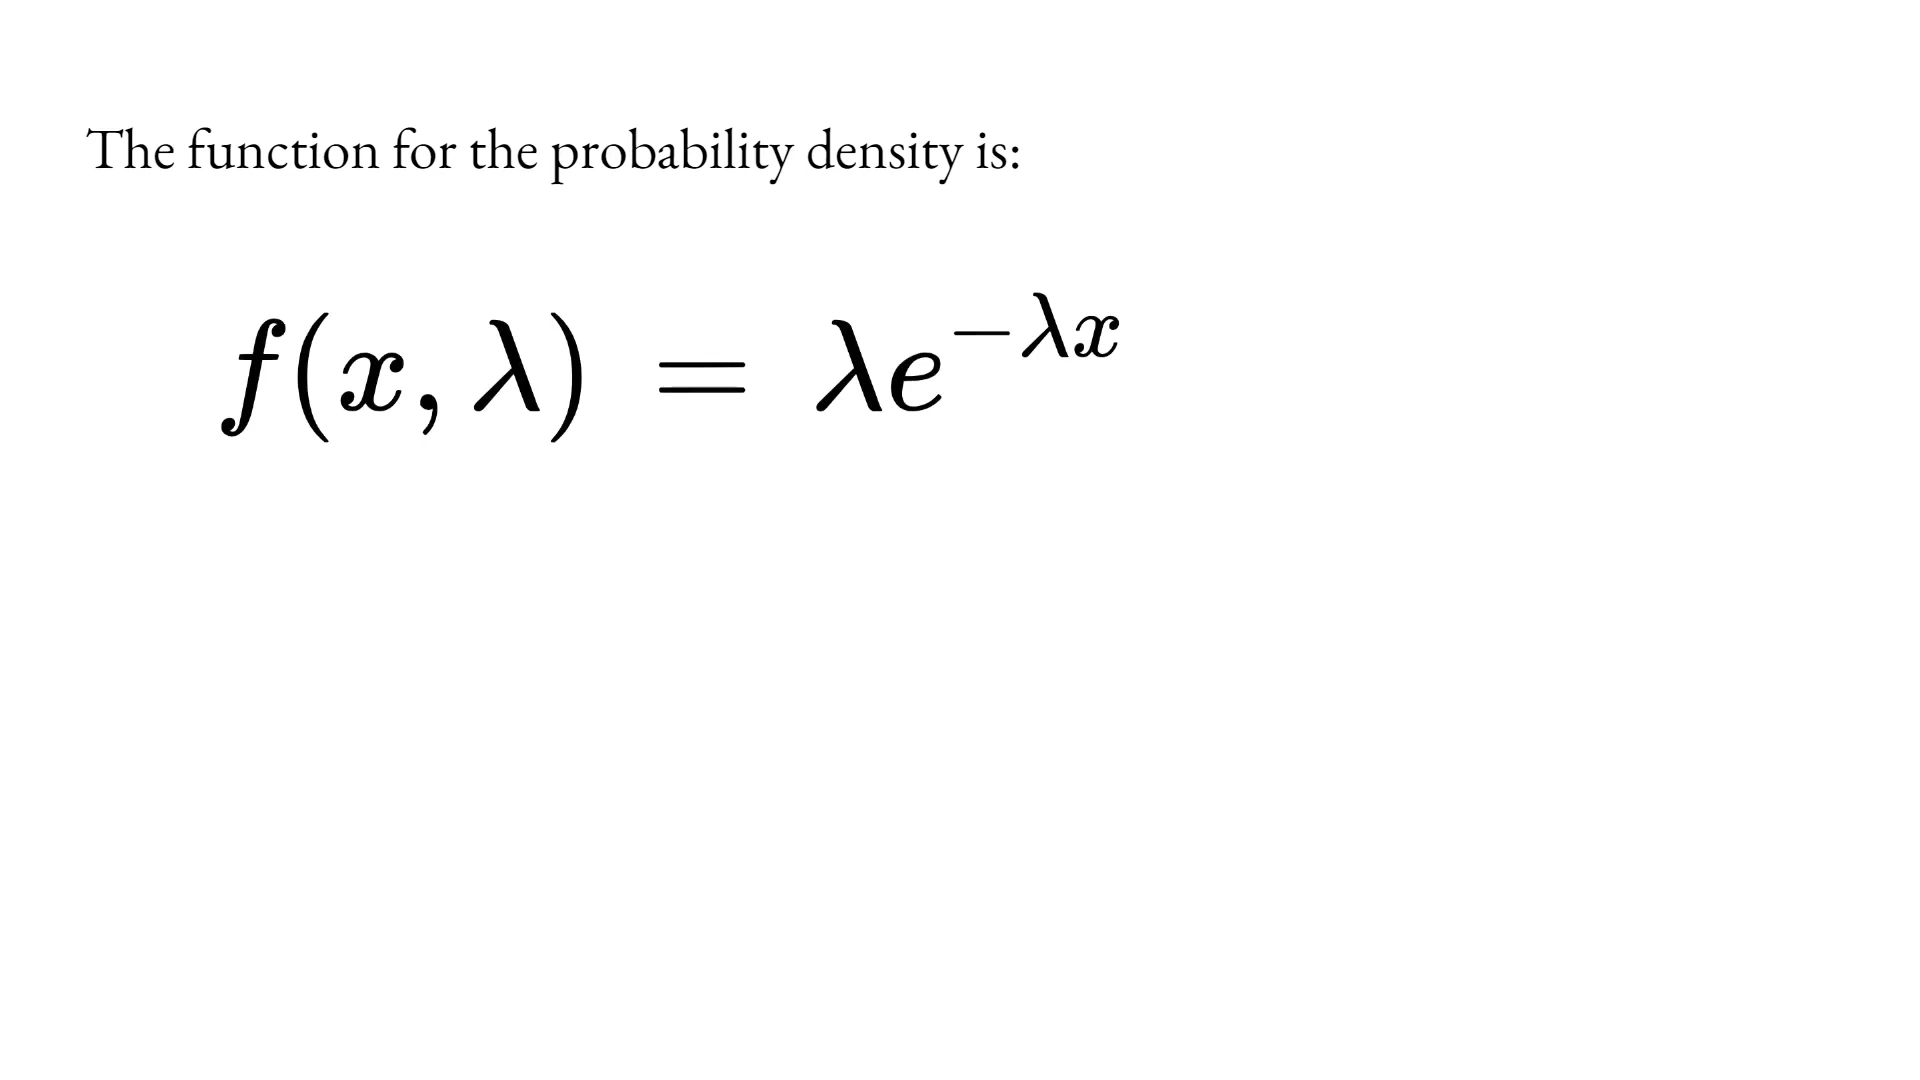 The function for the probability density is:
f(x, λ) = λe^{−λx}